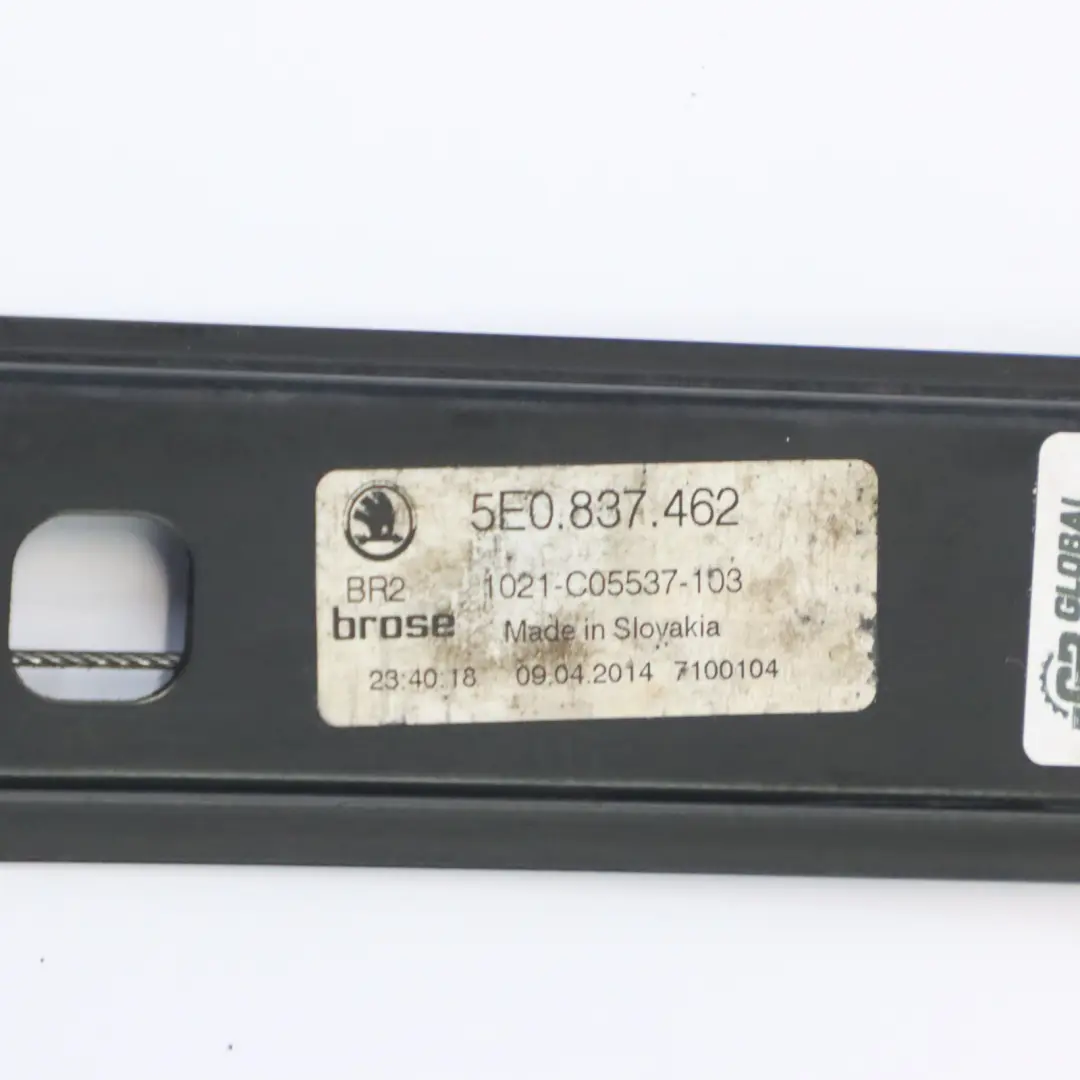 5E0.837.462
BR2 1021-C05537-103
brose Made in Slovakia
23:40:18 09.04.2014 7100104
GLOBAL